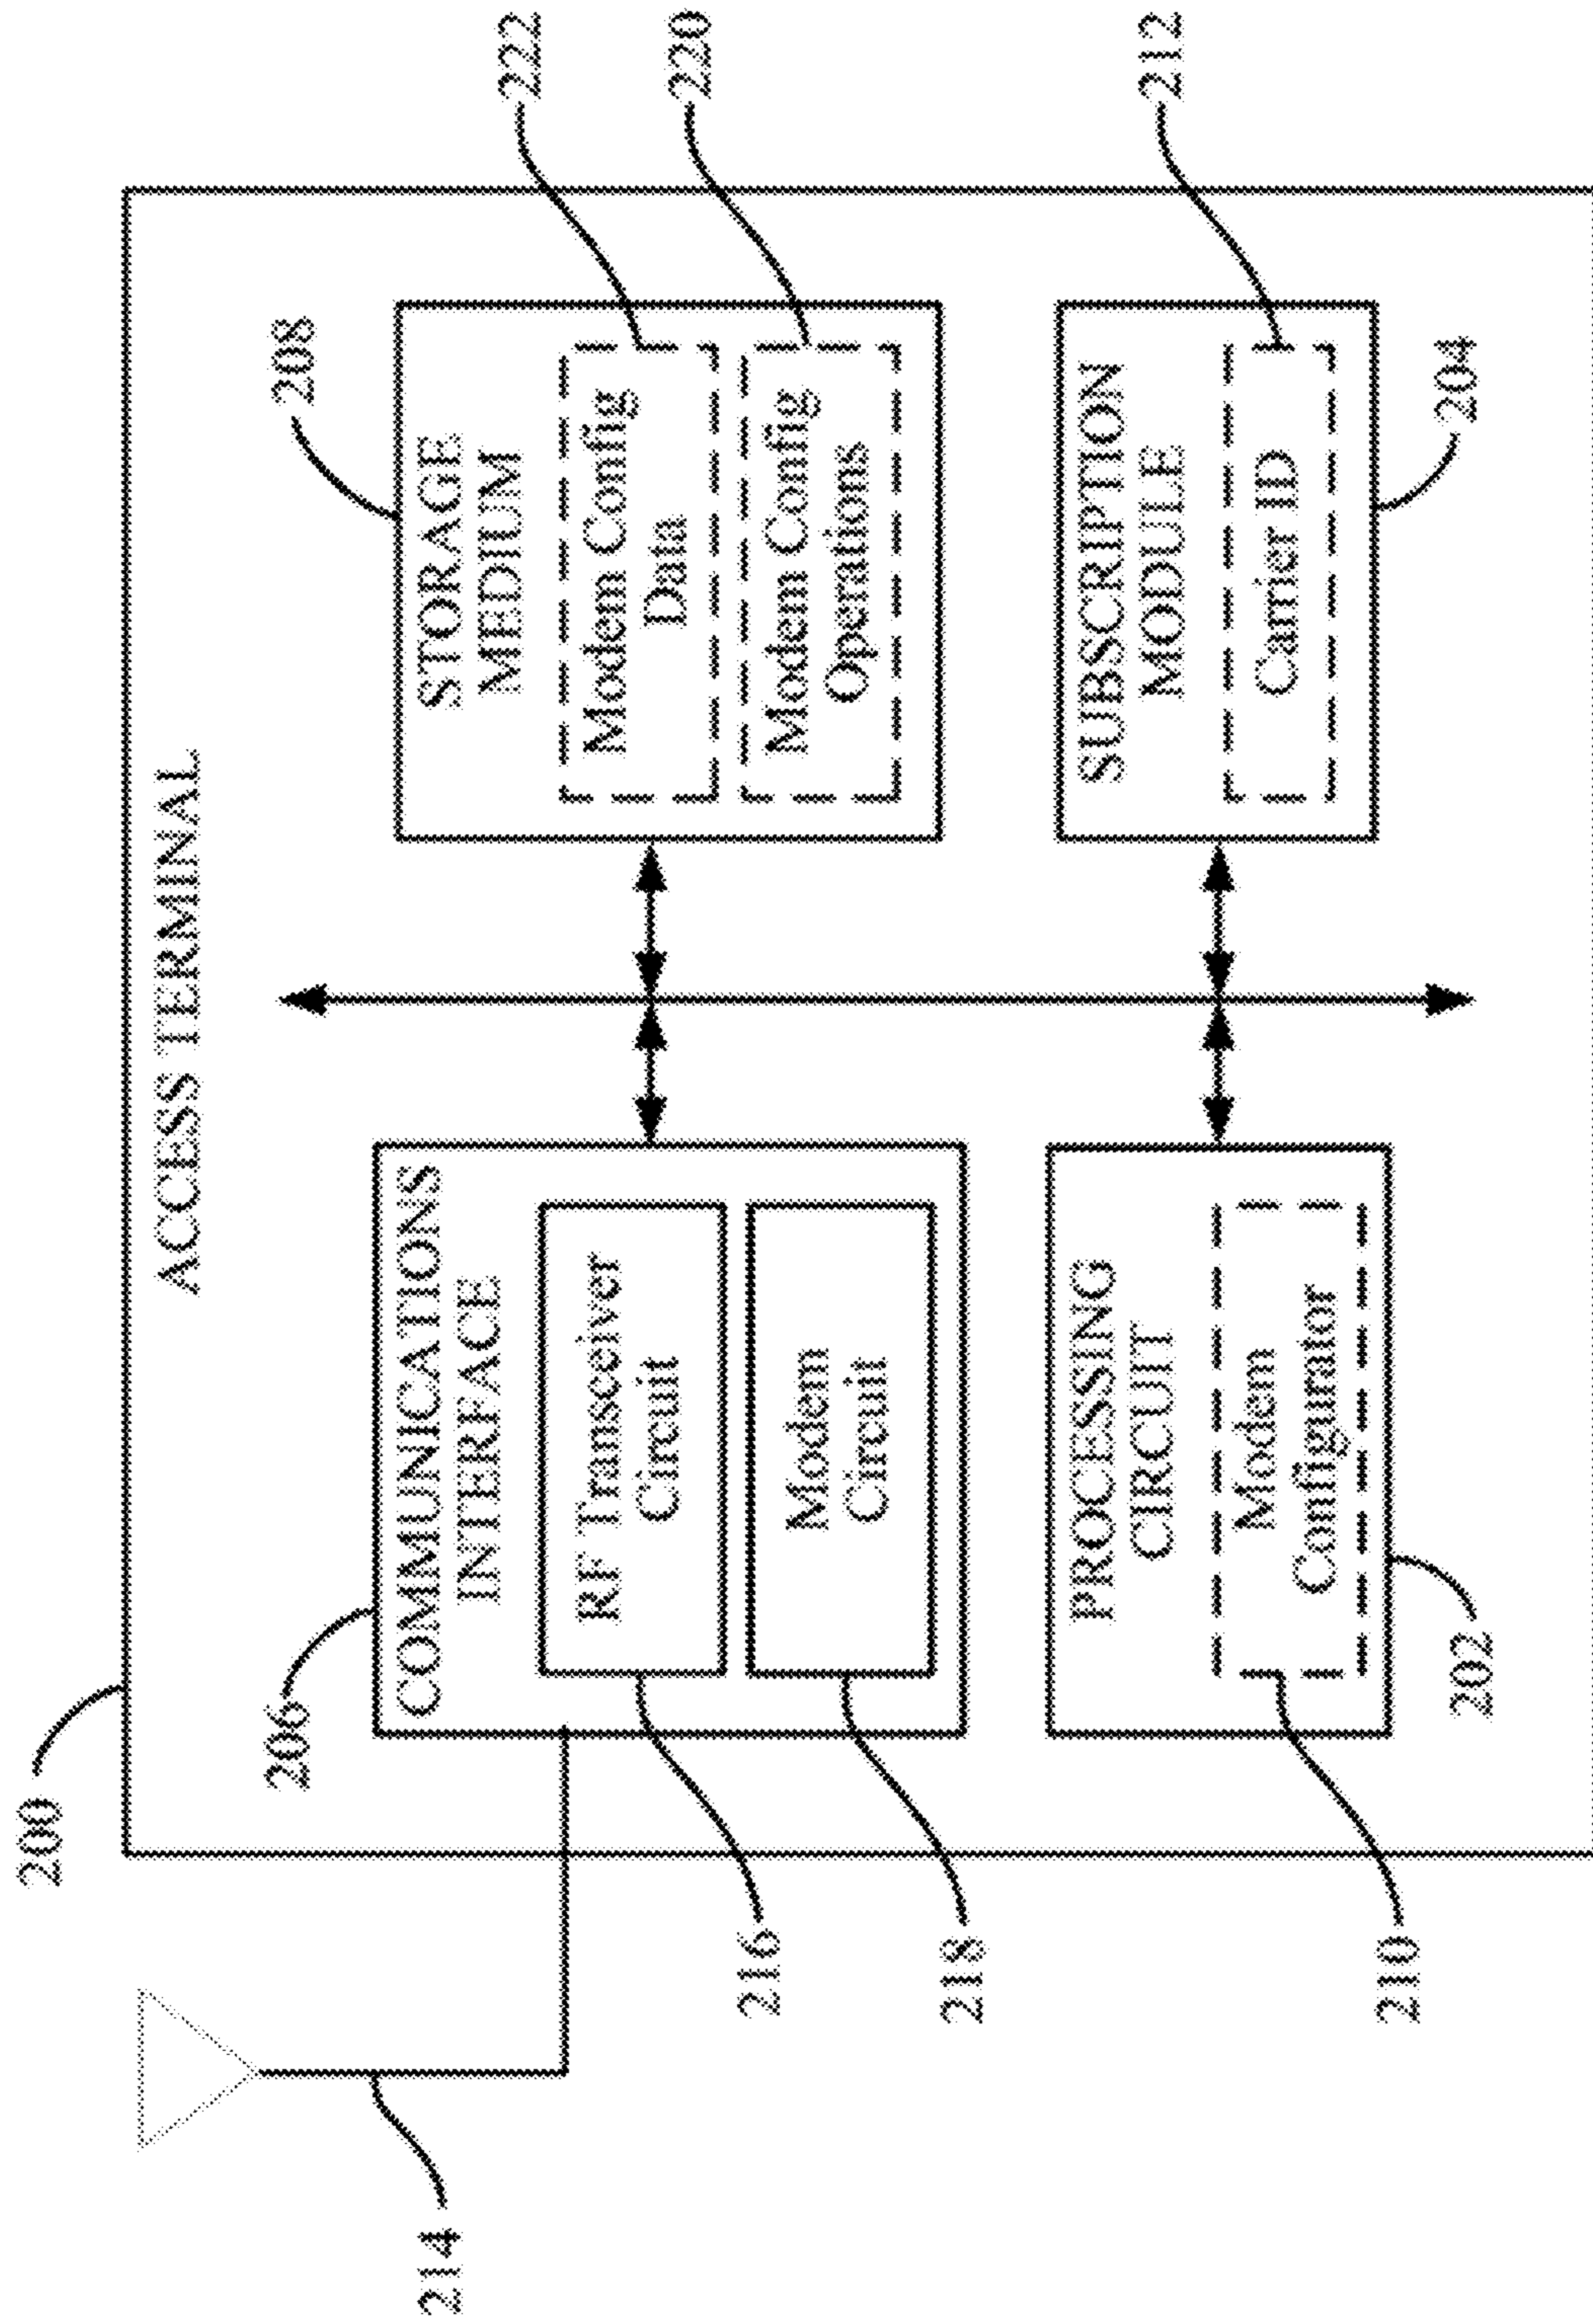 200
ACCESS TERMINAL
214
206
COMMUNICATIONS
INTERFACE
RF Transceiver
Circuit
216
Modem
Circuit
218
208
STORAGE
MEDIUM
Modem Config
Data
222
Modem Config
Operations
220
PROCESSING
CIRCUIT
Modem
Configurator
210
202
SUBSCRIPTION
MODULE
Carrier ID
212
204